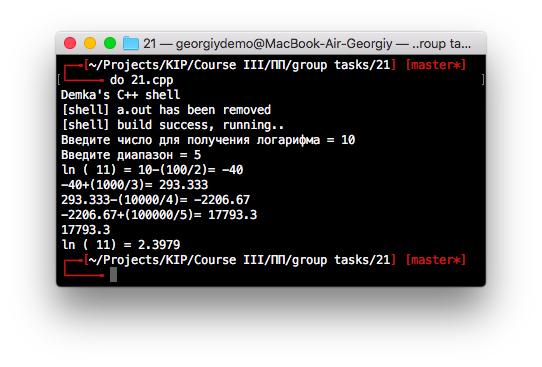 21 — georgiydemo@MacBook-Air-Georgiy — ..roup ta...
[~/Projects/KIP/Course III/ПП/group tasks/21] [master*]
[ do 21.cpp ]
Demka's C++ shell
[shell] a.out has been removed
[shell] build success, running..
Введите число для получения логарифма = 10
Введите диапазон = 5
ln ( 11) = 10-(100/2)= -40
-40+(1000/3)= 293.333
293.333-(10000/4)= -2206.67
-2206.67+(100000/5)= 17793.3
17793.3
ln ( 11) = 2.3979
[~/Projects/KIP/Course III/ПП/group tasks/21] [master*]